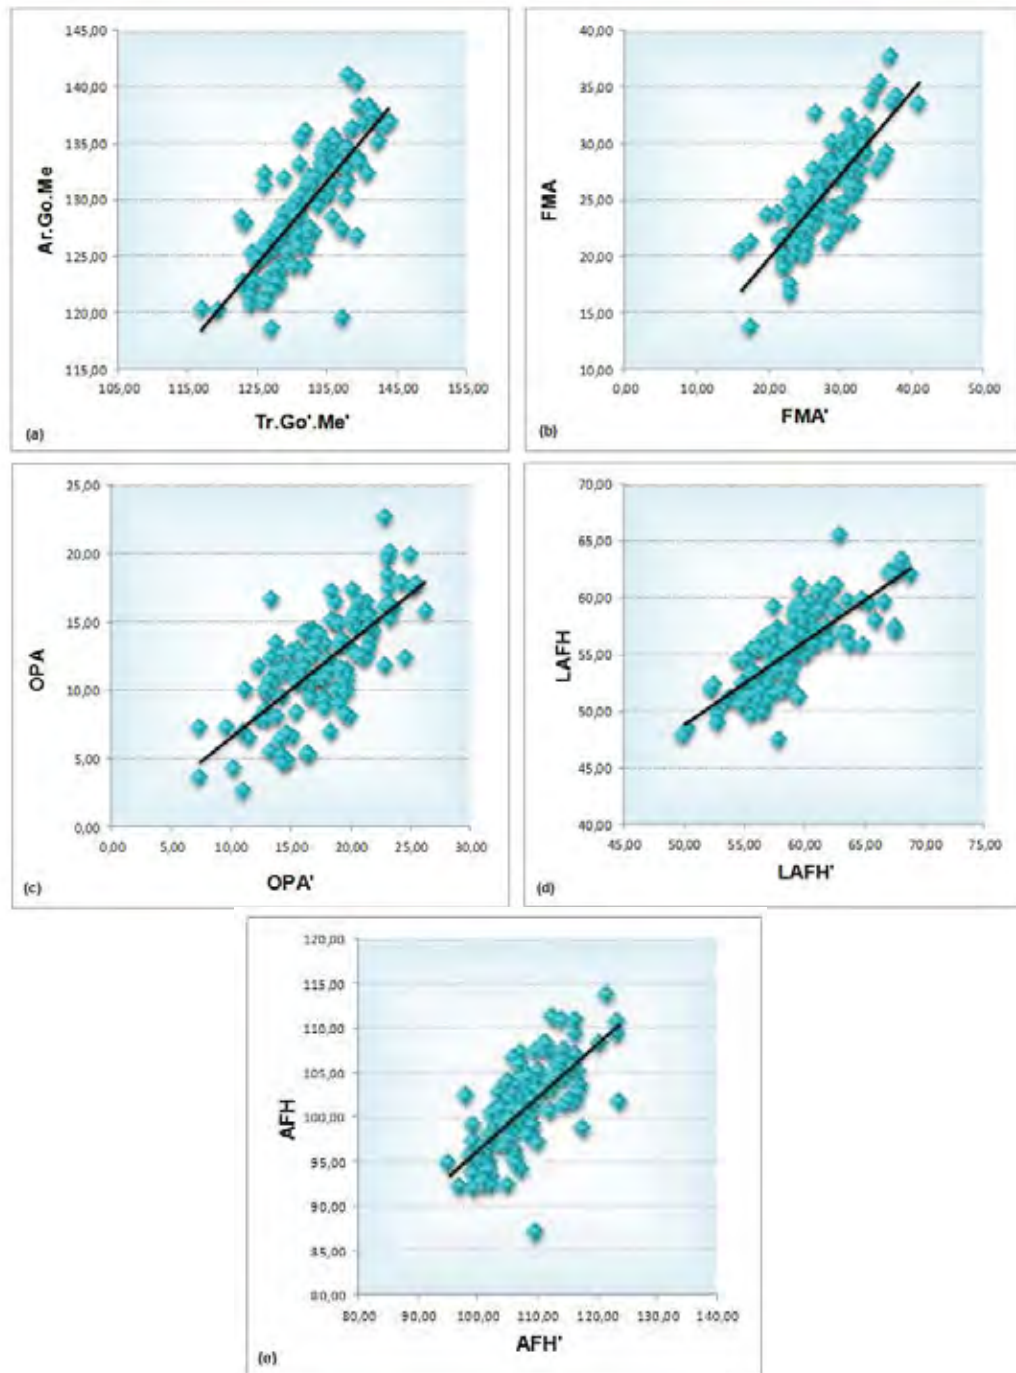 145,00
140,00
135,00
130,00
125,00
120,00
115,00
Ar.Go.Me
105,00 115,00 125,00 135,00 145,00 155,00
Tr.Go'.Me'
(a)
40,00
35,00
30,00
25,00
20,00
15,00
10,00
FMA
0,00 10,00 20,00 30,00 40,00 50,00
FMA'
(b)
25,00
20,00
15,00
10,00
5,00
0,00
OPA
0,00 5,00 10,00 15,00 20,00 25,00 30,00
OPA'
(c)
70,00
65,00
60,00
55,00
50,00
45,00
40,00
LAFH
45,00 50,00 55,00 60,00 65,00 70,00 75,00
LAFH'
(d)
120,00
115,00
110,00
105,00
100,00
95,00
90,00
85,00
80,00
AFH
80,00 90,00 100,00 110,00 120,00 130,00 140,00
AFH'
(e)